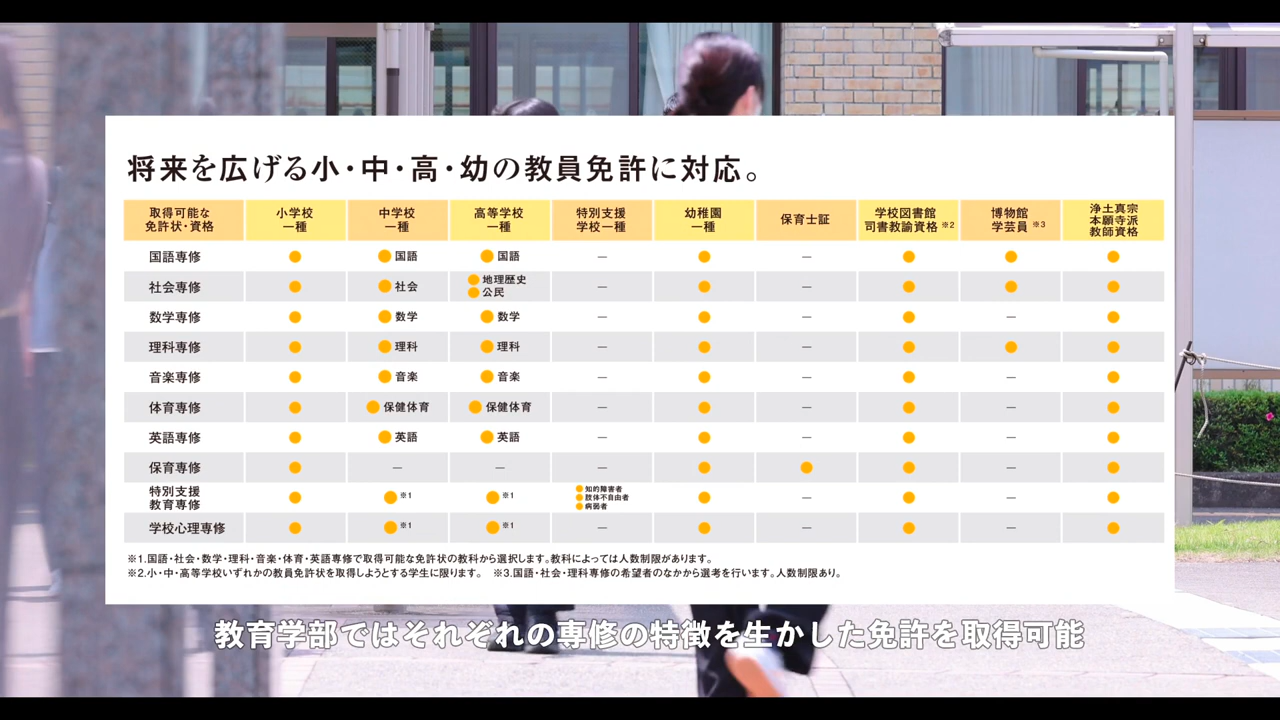 将来を広げる小・中・高・幼の教員免許に対応。
取得可能な免許状・資格 小学校一種 中学校一種 高等学校一種 特別支援学校一種 幼稚園一種 保育士証 学校図書館司書教諭資格 ※2 博物館学芸員 ※3 浄土真宗本願寺派教師資格
国語専修 ● ●国語 ●国語 — ● — ● ● ●
社会専修 ● ●社会 ●地理歴史 ●公民 — ● — ● ● ●
数学専修 ● ●数学 ●数学 — ● — ● — ●
理科専修 ● ●理科 ●理科 — ● — ● ● ●
音楽専修 ● ●音楽 ●音楽 — ● — ● — ●
体育専修 ● ●保健体育 ●保健体育 — ● — ● — ●
英語専修 ● ●英語 ●英語 — ● — ● — ●
保育専修 ● — — — ● ● ● — ●
特別支援教育専修 ● ●※1 ●※1 ●知的障害者 ●肢体不自由者 ●病弱者 ● — ● — ●
学校心理専修 ● ●※1 ●※1 — ● — ● — ●
※1.国語・社会・数学・理科・音楽・体育・英語専修で取得可能な免許状の教科から選択します。教科によっては人数制限があります。
※2.小・中・高等学校いずれかの教員免許状を取得しようとする学生に限ります。 ※3.国語・社会・理科専修の希望者のなかから選考を行います。人数制限あり。
教育学部ではそれぞれの専修の特徴を生かした免許を取得可能